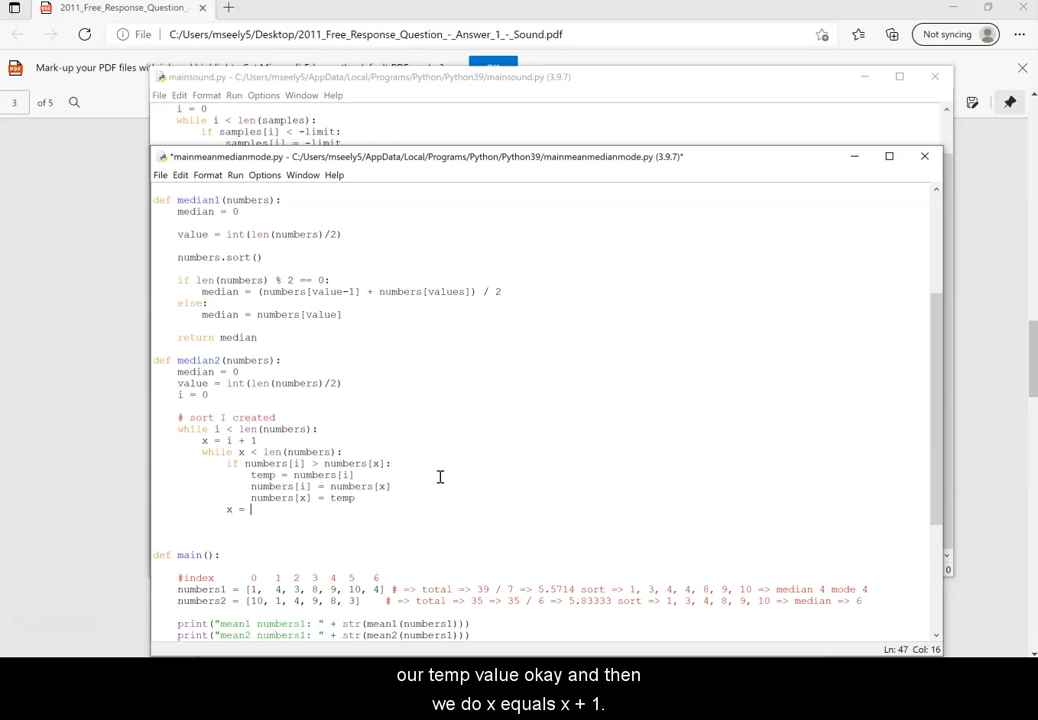 2011_Free_Response_Question_-
File
C:/Users/mseely5/Desktop/2011_Free_Response_Question_-_Answer_1_-_Sound.pdf
Not syncing
Mark-up your PDF files wit
mainsound.py - C:/Users/mseely5/AppData/Local/Programs/Python/Python39/mainsound.py (3.9.7)
3 of 5
File Edit Format Run Options Window Help
i = 0
while i < len(samples):
if samples[i] < -limit:
samples[i] = -limit
*mainmeanmedianmode.py - C:/Users/mseely5/AppData/Local/Programs/Python/Python39/mainmeanmedianmode.py (3.9.7)*
File Edit Format Run Options Window Help
def median1(numbers):
median = 0
value = int(len(numbers)/2)
numbers.sort()
if len(numbers) % 2 == 0:
median = (numbers[value-1] + numbers[values]) / 2
else:
median = numbers[value]
return median
def median2(numbers):
median = 0
value = int(len(numbers)/2)
i = 0
# sort I created
while i < len(numbers):
x = i + 1
while x < len(numbers):
if numbers[i] > numbers[x]:
temp = numbers[i]
numbers[i] = numbers[x]
numbers[x] = temp
x =
def main():
#index 0 1 2 3 4 5 6
numbers1 = [1, 4, 3, 8, 9, 10, 4] # => total => 39 / 7 => 5.5714 sort => 1, 3, 4, 4, 8, 9, 10 => median 4 mode 4
numbers2 = [10, 1, 4, 9, 8, 3] # => total => 35 => 35 / 6 => 5.83333 sort => 1, 3, 4, 8, 9, 10 => median => 6
print("mean1 numbers1: " + str(mean1(numbers1)))
print("mean2 numbers1: " + str(mean2(numbers1)))
Ln: 47 Col: 16
our temp value okay and then
we do x equals x + 1.